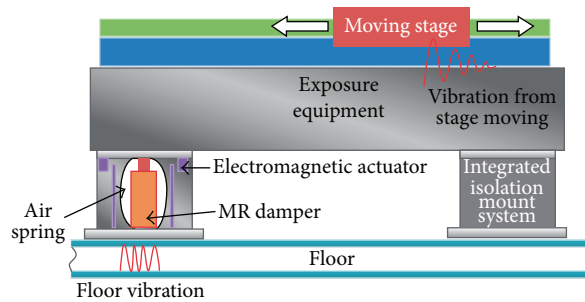 Moving stage
Exposure
equipment
Vibration from
stage moving
Electromagnetic actuator
Integrated
isolation
mount
system
Air
spring
MR damper
Floor
Floor vibration